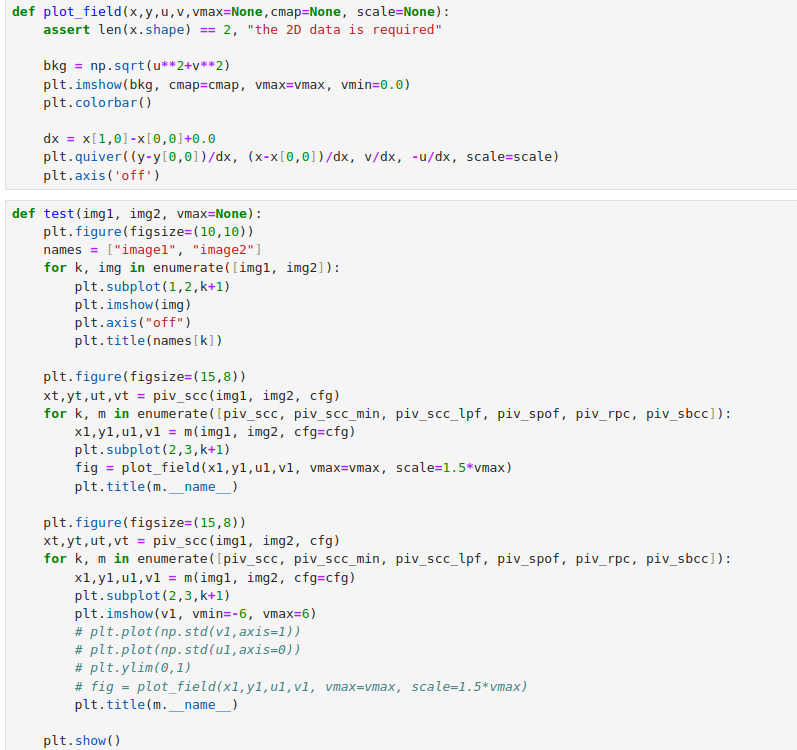 def plot_field(x,y,u,v,vmax=None,cmap=None, scale=None):
    assert len(x.shape) == 2, "the 2D data is required"

    bkg = np.sqrt(u**2+v**2)
    plt.imshow(bkg, cmap=cmap, vmax=vmax, vmin=0.0)
    plt.colorbar()

    dx = x[1,0]-x[0,0]+0.0
    plt.quiver((y-y[0,0])/dx, (x-x[0,0])/dx, v/dx, -u/dx, scale=scale)
    plt.axis('off')

def test(img1, img2, vmax=None):
    plt.figure(figsize=(10,10))
    names = ["image1", "image2"]
    for k, img in enumerate([img1, img2]):
        plt.subplot(1,2,k+1)
        plt.imshow(img)
        plt.axis("off")
        plt.title(names[k])

    plt.figure(figsize=(15,8))
    xt,yt,ut,vt = piv_scc(img1, img2, cfg)
    for k, m in enumerate([piv_scc, piv_scc_min, piv_scc_lpf, piv_spof, piv_rpc, piv_sbcc]):
        x1,y1,u1,v1 = m(img1, img2, cfg=cfg)
        plt.subplot(2,3,k+1)
        fig = plot_field(x1,y1,u1,v1, vmax=vmax, scale=1.5*vmax)
        plt.title(m.__name__)

    plt.figure(figsize=(15,8))
    xt,yt,ut,vt = piv_scc(img1, img2, cfg)
    for k, m in enumerate([piv_scc, piv_scc_min, piv_scc_lpf, piv_spof, piv_rpc, piv_sbcc]):
        x1,y1,u1,v1 = m(img1, img2, cfg=cfg)
        plt.subplot(2,3,k+1)
        plt.imshow(v1, vmin=-6, vmax=6)
        # plt.plot(np.std(v1,axis=1))
        # plt.plot(np.std(u1,axis=0))
        # plt.ylim(0,1)
        # fig = plot_field(x1,y1,u1,v1, vmax=vmax, scale=1.5*vmax)
        plt.title(m.__name__)

    plt.show()